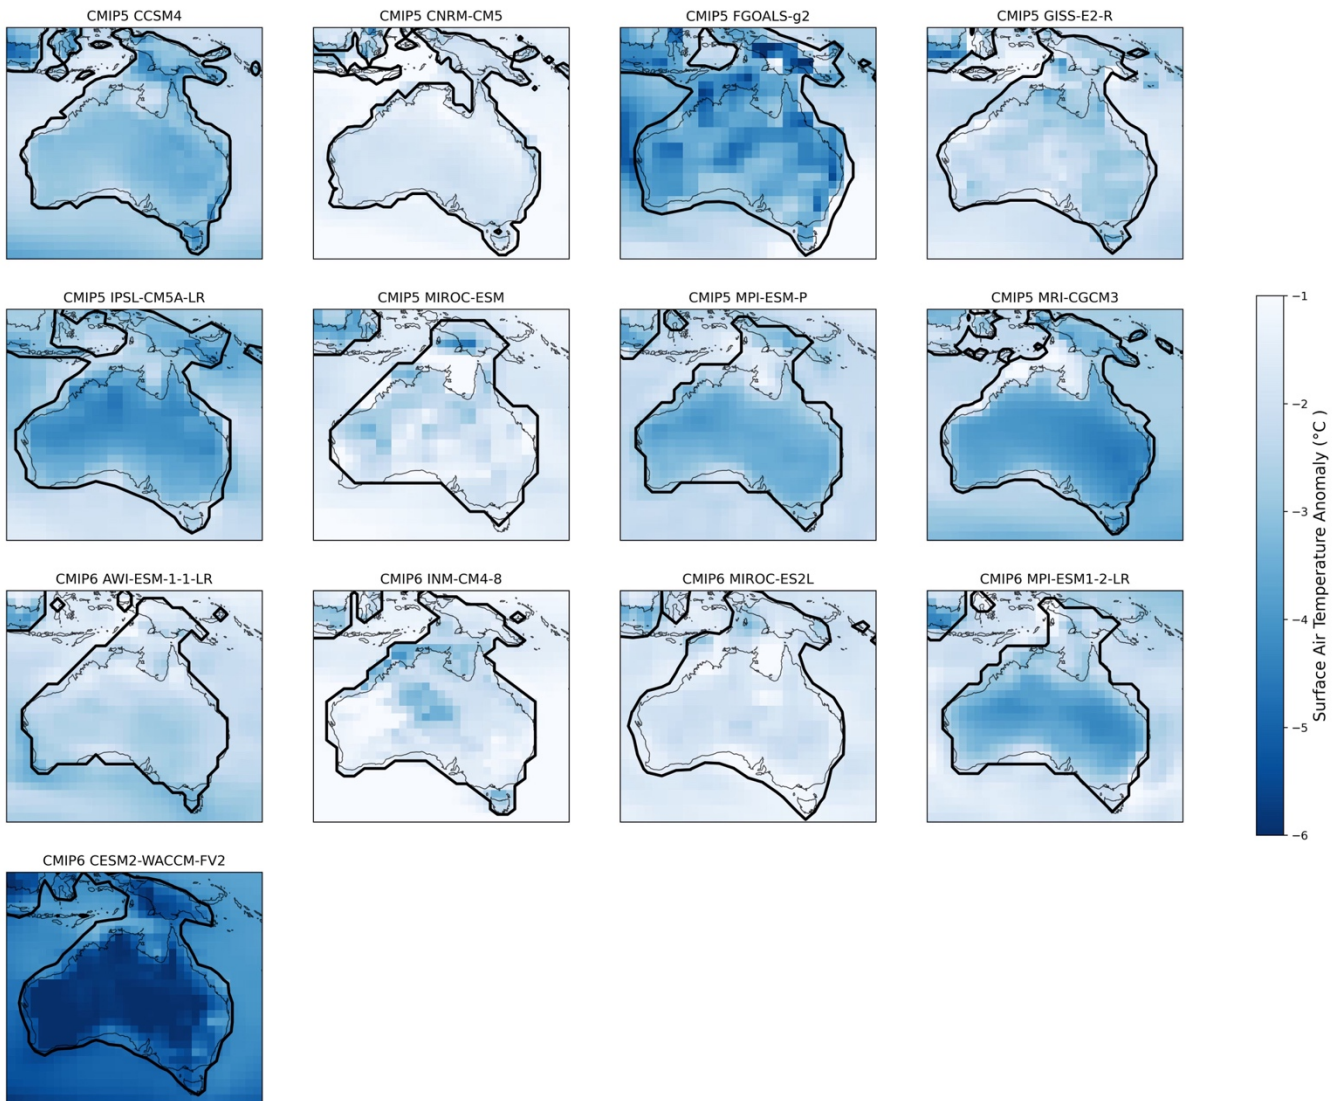 CMIP5 CCSM4
CMIP5 CNRM-CM5
CMIP5 FGOALS-g2
CMIP5 GISS-E2-R
CMIP5 IPSL-CM5A-LR
CMIP5 MIROC-ESM
CMIP5 MPI-ESM-P
CMIP5 MRI-CGCM3
CMIP6 AWI-ESM-1-1-LR
CMIP6 INM-CM4-8
CMIP6 MIROC-ES2L
CMIP6 MPI-ESM1-2-LR
CMIP6 CESM2-WACCM-FV2
−1
−2
−3
−4
−5
−6
Surface Air Temperature Anomaly (°C )